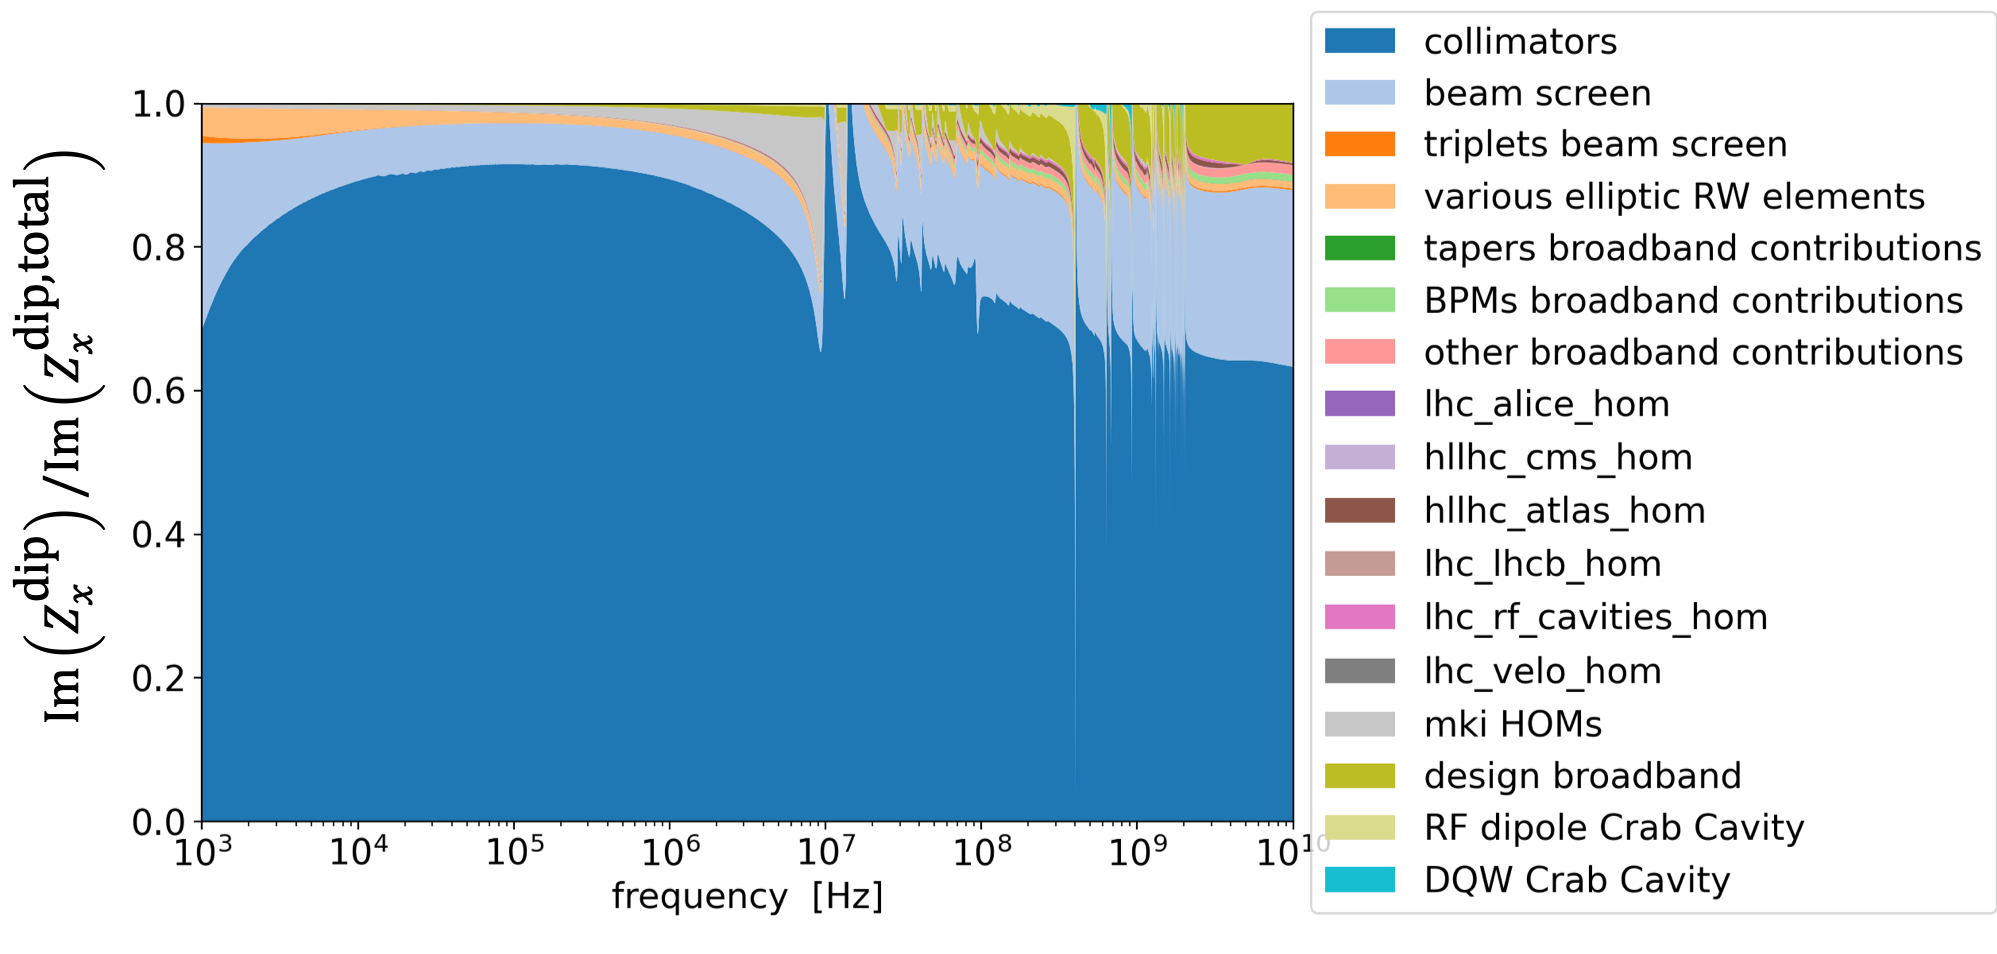 Im (Z_x^dip) / Im (Z_x^dip,total)
1.0
0.8
0.6
0.4
0.2
0.0
10^3 10^4 10^5 10^6 10^7 10^8 10^9 10^10
frequency [Hz]
collimators
beam screen
triplets beam screen
various elliptic RW elements
tapers broadband contributions
BPMs broadband contributions
other broadband contributions
lhc_alice_hom
hllhc_cms_hom
hllhc_atlas_hom
lhc_lhcb_hom
lhc_rf_cavities_hom
lhc_velo_hom
mki HOMs
design broadband
RF dipole Crab Cavity
DQW Crab Cavity